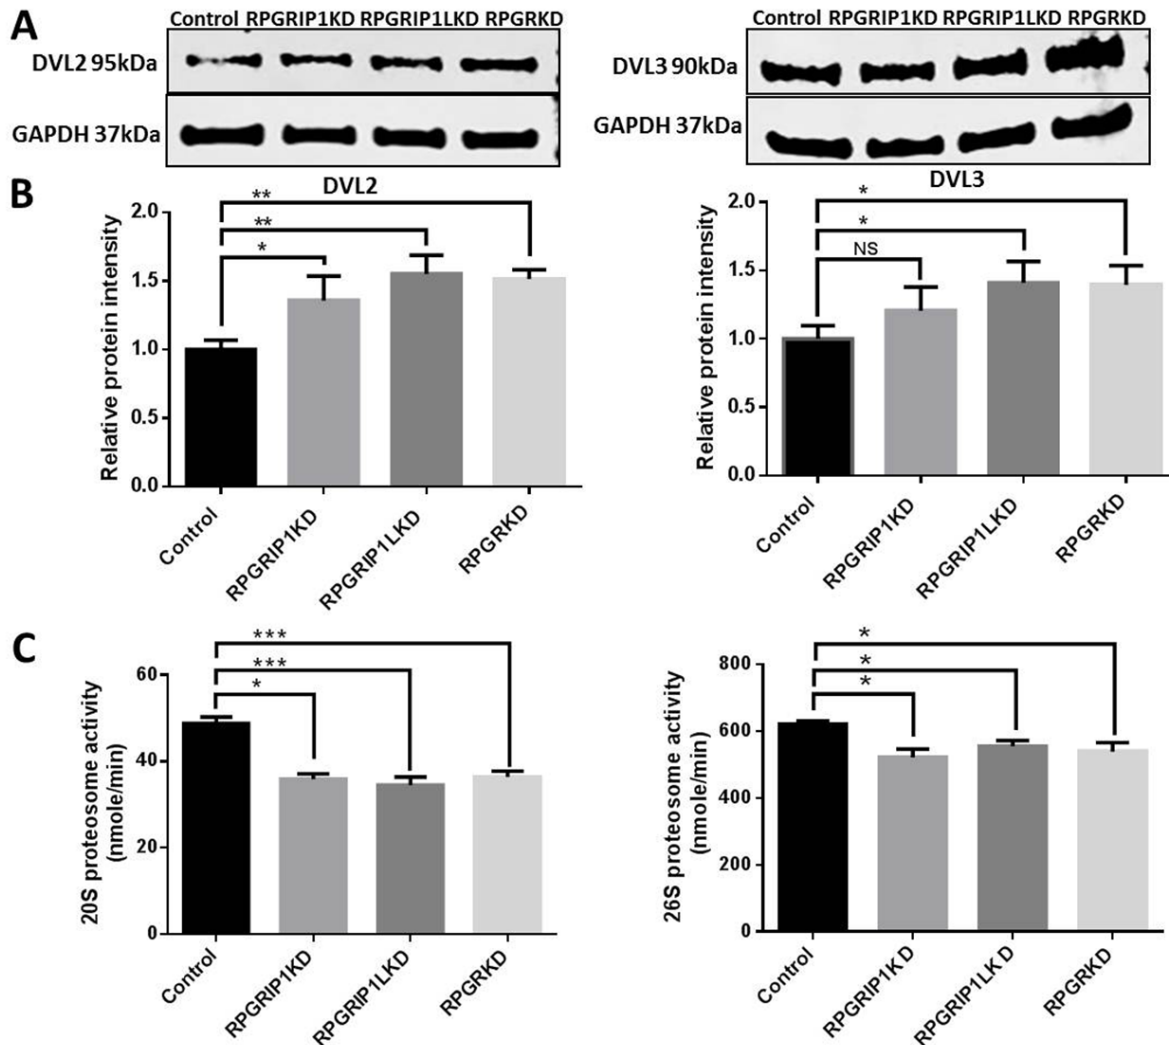 A
Control RPGRIP1KD RPGRIP1LKD RPGRKD
DVL2 95kDa
GAPDH 37kDa
Control RPGRIP1KD RPGRIP1LKD RPGRKD
DVL3 90kDa
GAPDH 37kDa
B
DVL2
Relative protein intensity
2.0
1.5
1.0
0.5
0.0
**
**
*
Control
RPGRIP1KD
RPGRIP1LKD
RPGRKD
DVL3
Relative protein intensity
2.0
1.5
1.0
0.5
0.0
*
*
NS
Control
RPGRIP1KD
RPGRIP1LKD
RPGRKD
C
20S proteosome activity
(nmole/min)
60
40
20
0
***
***
*
Control
RPGRIP1KD
RPGRIP1LKD
RPGRKD
26S proteosome activity
(nmole/min)
800
600
400
200
0
*
*
*
Control
RPGRIP1KD
RPGRIP1LKD
RPGRKD